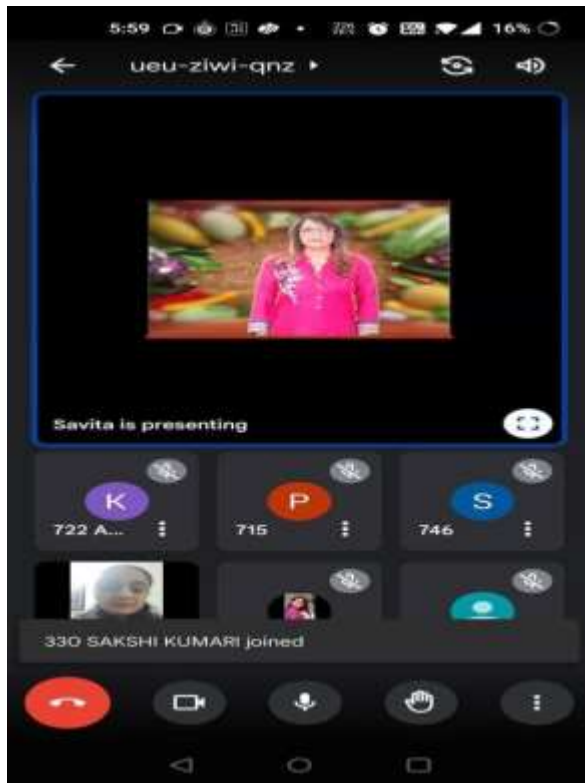 5:59 16%
ueu-ziwi-qnz
Savita is presenting
K P S
722 A... 715 746
330 SAKSHI KUMARI joined